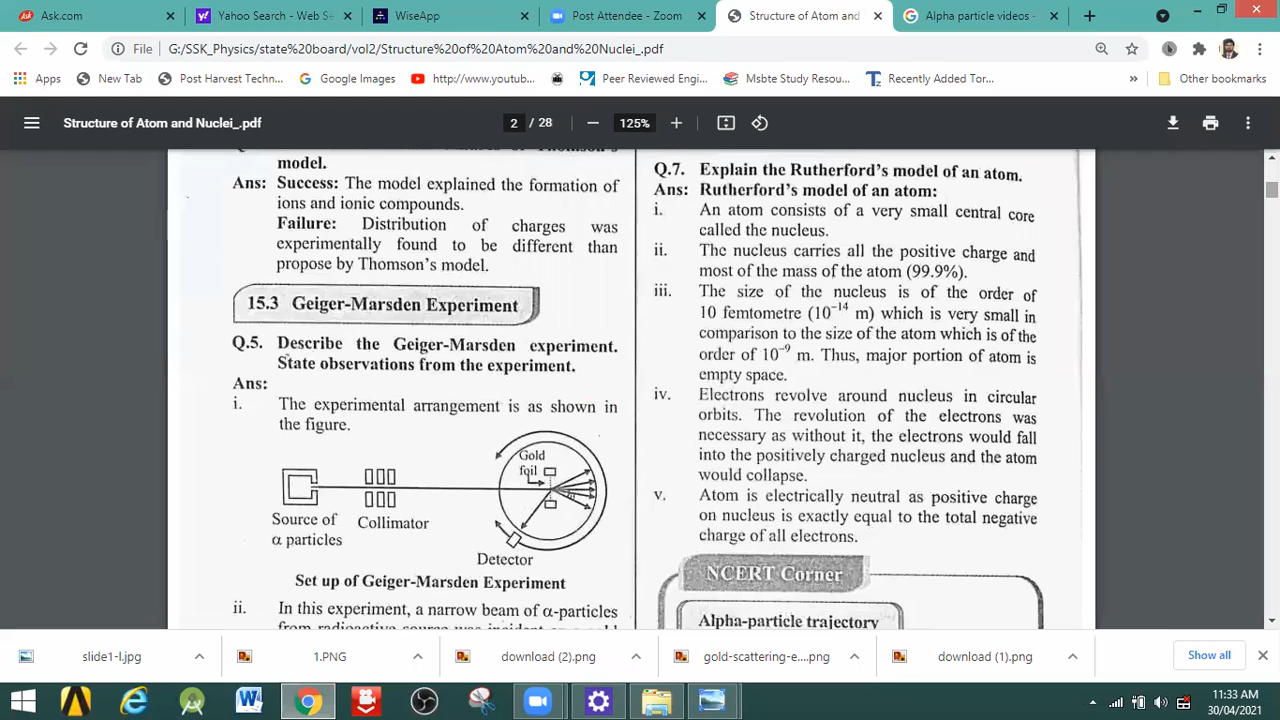 Ask.com
Yahoo Search - Web S
WiseApp
Post Attendee - Zoom
Structure of Atom and
Alpha particle videos -
File
G:/SSK_Physics/state%20board/vol2/Structure%20of%20Atom%20and%20Nuclei_.pdf
Apps
New Tab
Post Harvest Techn...
Google Images
http://www.youtub...
Peer Reviewed Engi...
Msbte Study Resou...
Recently Added Tor...
Other bookmarks
Structure of Atom and Nuclei_.pdf
2 / 28
125%
model.
Ans: Success: The model explained the formation of
ions and ionic compounds.
Failure: Distribution of charges was
experimentally found to be different than
propose by Thomson's model.
15.3 Geiger-Marsden Experiment
Q.5. Describe the Geiger-Marsden experiment.
State observations from the experiment.
Ans:
i. The experimental arrangement is as shown in
the figure.
Gold
foil
Source of
α particles
Collimator
Detector
Set up of Geiger-Marsden Experiment
ii. In this experiment, a narrow beam of α-particles
Q.7. Explain the Rutherford's model of an atom.
Ans: Rutherford's model of an atom:
i. An atom consists of a very small central core
called the nucleus.
ii. The nucleus carries all the positive charge and
most of the mass of the atom (99.9%).
iii. The size of the nucleus is of the order of
10 femtometre (10⁻¹⁴ m) which is very small in
comparison to the size of the atom which is of the
order of 10⁻⁹ m. Thus, major portion of atom is
empty space.
iv. Electrons revolve around nucleus in circular
orbits. The revolution of the electrons was
necessary as without it, the electrons would fall
into the positively charged nucleus and the atom
would collapse.
v. Atom is electrically neutral as positive charge
on nucleus is exactly equal to the total negative
charge of all electrons.
NCERT Corner
Alpha-particle trajectory
slide1-l.jpg
1.PNG
download (2).png
gold-scattering-e....png
download (1).png
Show all
11:33 AM
30/04/2021